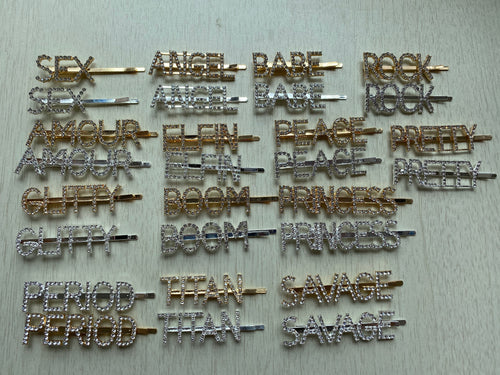 SEX ANGEL BABE ROCK
SEX ANGEL BABE ROCK
AMOUR ELFIN PEACE PRETTY
AMOUR ELFIN PEACE PRETTY
GLITTY BOOM PRINCESS
GLITTY BOOM PRINCESS
PERIOD TITAN SAVAGE
PERIOD TITAN SAVAGE